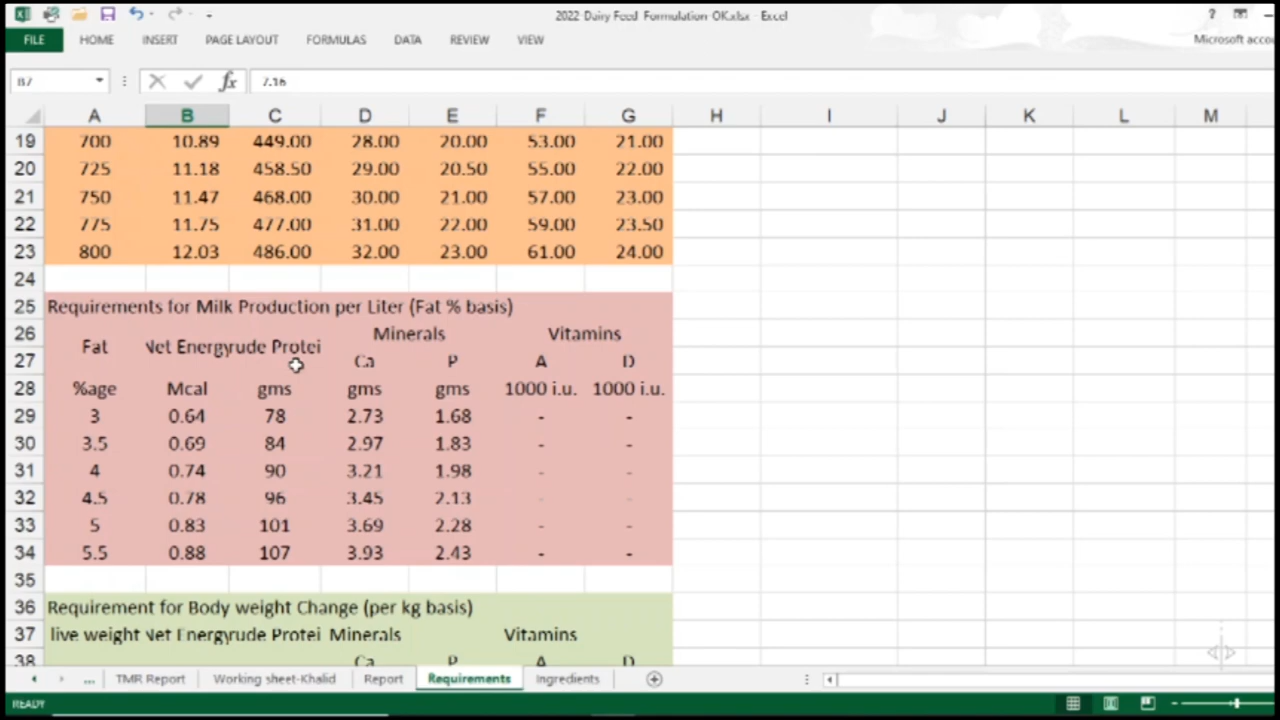 2022 Dairy Feed Formulation-OK.xlsx - Excel
?
FILE HOME INSERT PAGE LAYOUT FORMULAS DATA REVIEW VIEW Microsoft accou
B7 fx 7.16
A B C D E F G H I J K L M
19 700 10.89 449.00 28.00 20.00 53.00 21.00
20 725 11.18 458.50 29.00 20.50 55.00 22.00
21 750 11.47 468.00 30.00 21.00 57.00 23.00
22 775 11.75 477.00 31.00 22.00 59.00 23.50
23 800 12.03 486.00 32.00 23.00 61.00 24.00
24
25 Requirements for Milk Production per Liter (Fat % basis)
26 Minerals Vitamins
Fat Net Energy rude Protei
27 Ca P A D
28 %age Mcal gms gms gms 1000 i.u. 1000 i.u.
29 3 0.64 78 2.73 1.68 - -
30 3.5 0.69 84 2.97 1.83 - -
31 4 0.74 90 3.21 1.98 - -
32 4.5 0.78 96 3.45 2.13 - -
33 5 0.83 101 3.69 2.28 - -
34 5.5 0.88 107 3.93 2.43 - -
35
36 Requirement for Body weight Change (per kg basis)
37 live weight Net Energy rude Protei Minerals Vitamins
38 Ca P A D
... TMR Report Working sheet-Khalid Report Requirements Ingredients
READY